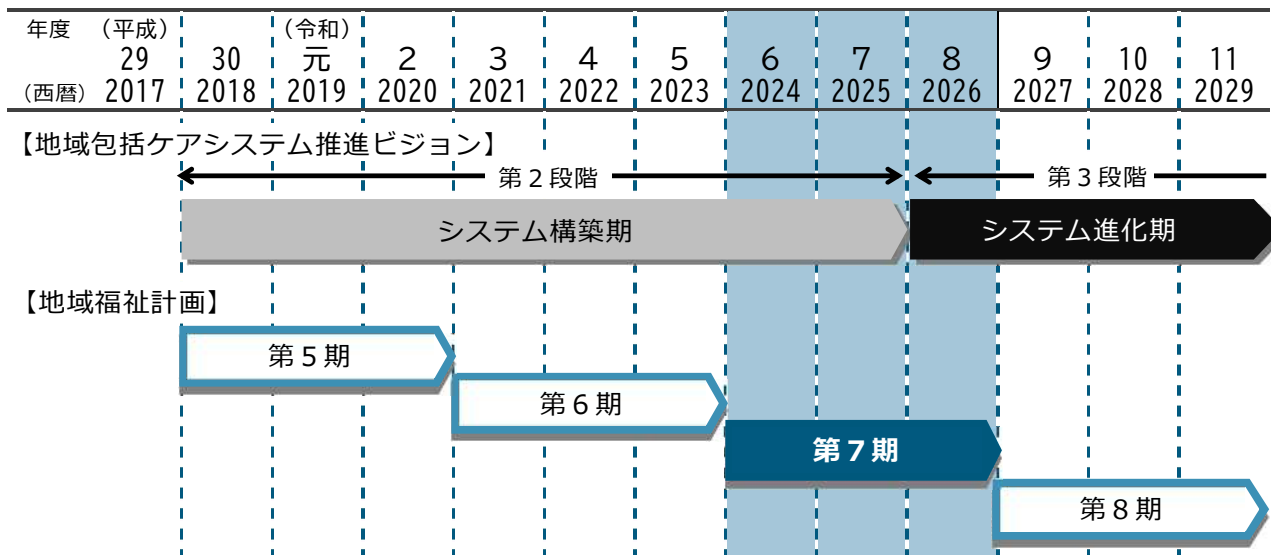 年度 (平成) (令和)
29 30 元 2 3 4 5 6 7 8 9 10 11
(西暦) 2017 2018 2019 2020 2021 2022 2023 2024 2025 2026 2027 2028 2029
【地域包括ケアシステム推進ビジョン】
第2段階 第3段階
システム構築期 システム進化期
【地域福祉計画】
第5期
第6期
第7期
第8期